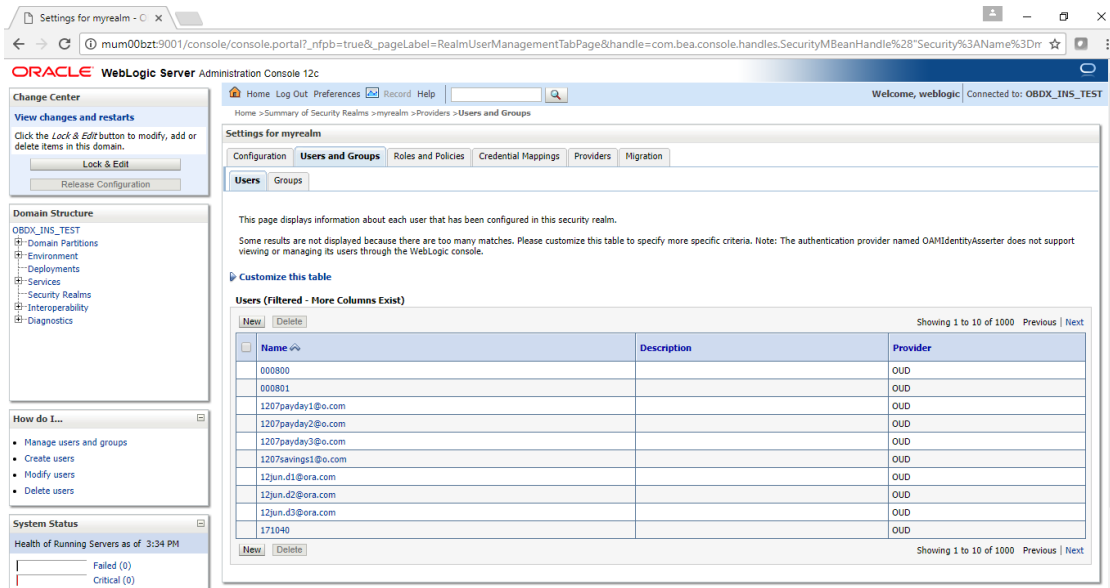 Settings for myrealm - O
mum00bzt:9001/console/console.portal?_nfpb=true&_pageLabel=RealmUserManagementTabPage&handle=com.bea.console.handles.SecurityMBeanHandle%28"Security%3AName%3Dm
ORACLE WebLogic Server Administration Console 12c
Change Center
View changes and restarts
Click the Lock & Edit button to modify, add or
delete items in this domain.
Lock & Edit
Release Configuration
Domain Structure
OBDX_INS_TEST
Domain Partitions
Environment
Deployments
Services
Security Realms
Interoperability
Diagnostics
How do I...
Manage users and groups
Create users
Modify users
Delete users
System Status
Health of Running Servers as of 3:34 PM
Failed (0)
Critical (0)
Home Log Out Preferences Record Help
Welcome, weblogic Connected to: OBDX_INS_TEST
Home >Summary of Security Realms >myrealm >Providers >Users and Groups
Settings for myrealm
Configuration Users and Groups Roles and Policies Credential Mappings Providers Migration
Users Groups
This page displays information about each user that has been configured in this security realm.
Some results are not displayed because there are too many matches. Please customize this table to specify more specific criteria. Note: The authentication provider named OAMIdentityAsserter does not support
viewing or managing its users through the WebLogic console.
Customize this table
Users (Filtered - More Columns Exist)
New Delete Showing 1 to 10 of 1000 Previous | Next
Name Description Provider
000800 OUD
000801 OUD
1207payday1@o.com OUD
1207payday2@o.com OUD
1207payday3@o.com OUD
1207savings1@o.com OUD
12jun.d1@ora.com OUD
12jun.d2@ora.com OUD
12jun.d3@ora.com OUD
171040 OUD
New Delete Showing 1 to 10 of 1000 Previous | Next